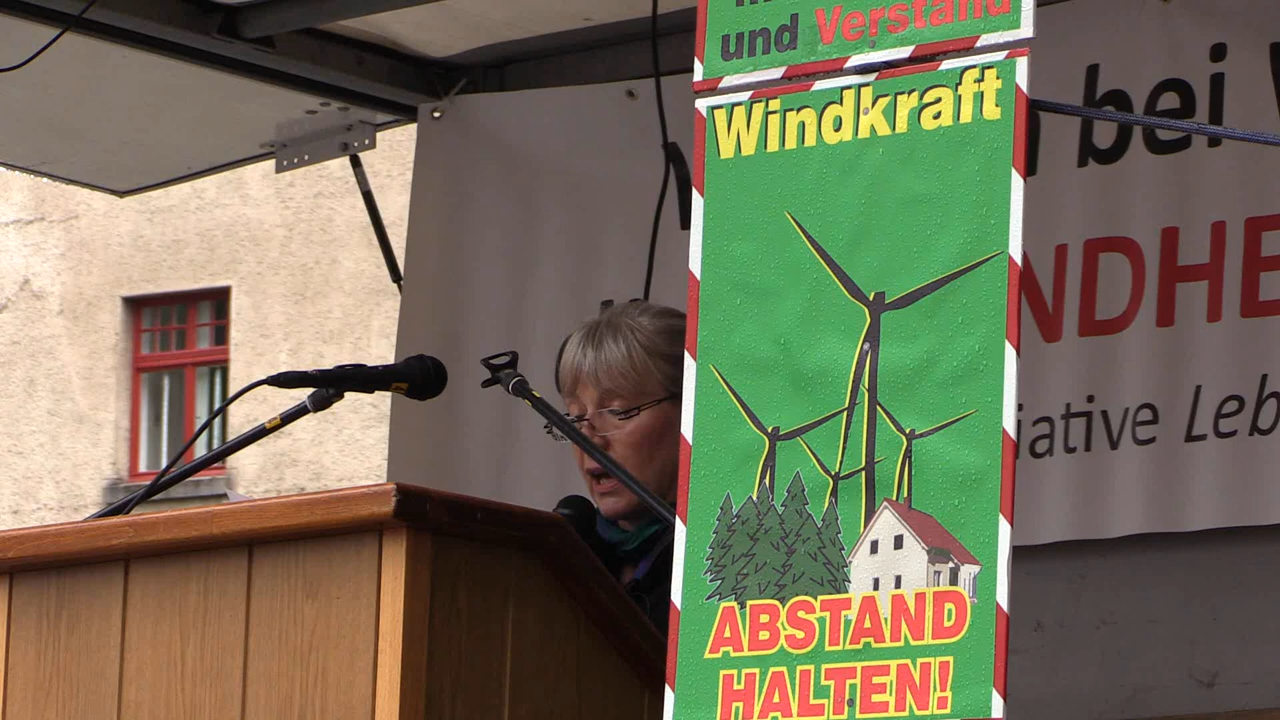 und Verstand
Windkraft
ABSTAND
HALTEN!
bei
NDHE
iative Leb